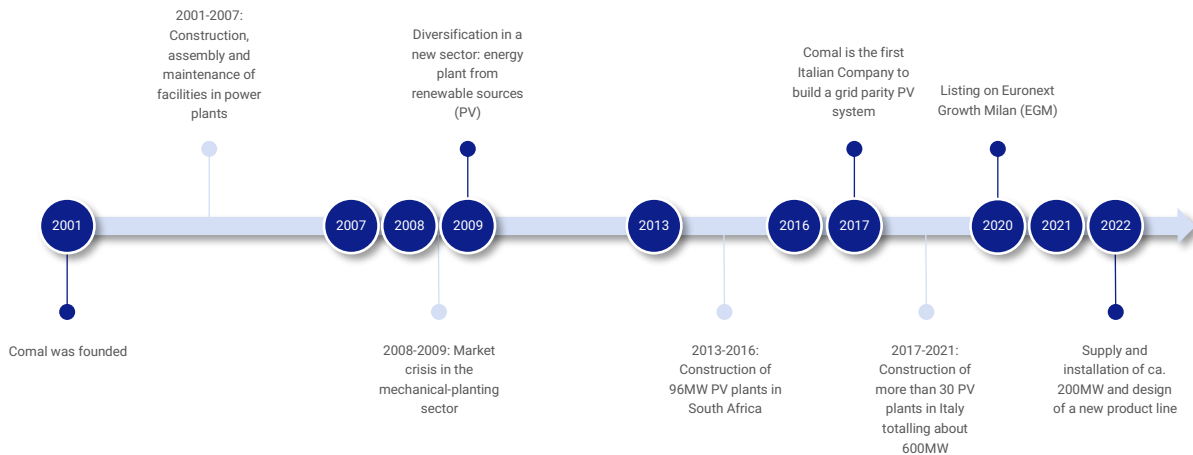 2001-2007:
Construction,
assembly and
maintenance of
facilities in power
plants
Diversification in a
new sector: energy
plant from
renewable sources
(PV)
Comal is the first
Italian Company to
build a grid parity PV
system
Listing on Euronext
Growth Milan (EGM)
2001
2007
2008
2009
2013
2016
2017
2020
2021
2022
Comal was founded
2008-2009: Market
crisis in the
mechanical-planting
sector
2013-2016:
Construction of
96MW PV plants in
South Africa
2017-2021:
Construction of
more than 30 PV
plants in Italy
totalling about
600MW
Supply and
installation of ca.
200MW and design
of a new product line